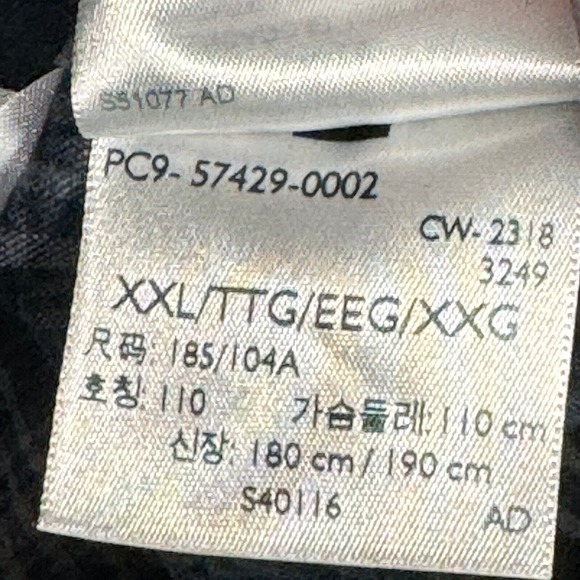 S51077 AD
PC9- 57429-0002
CW- 2318
3249
XXL/TTG/EEG/XXG
尺码: 185/104A
호칭: 110 가슴둘레: 110 cm
신장: 180 cm / 190 cm
S40116 AD